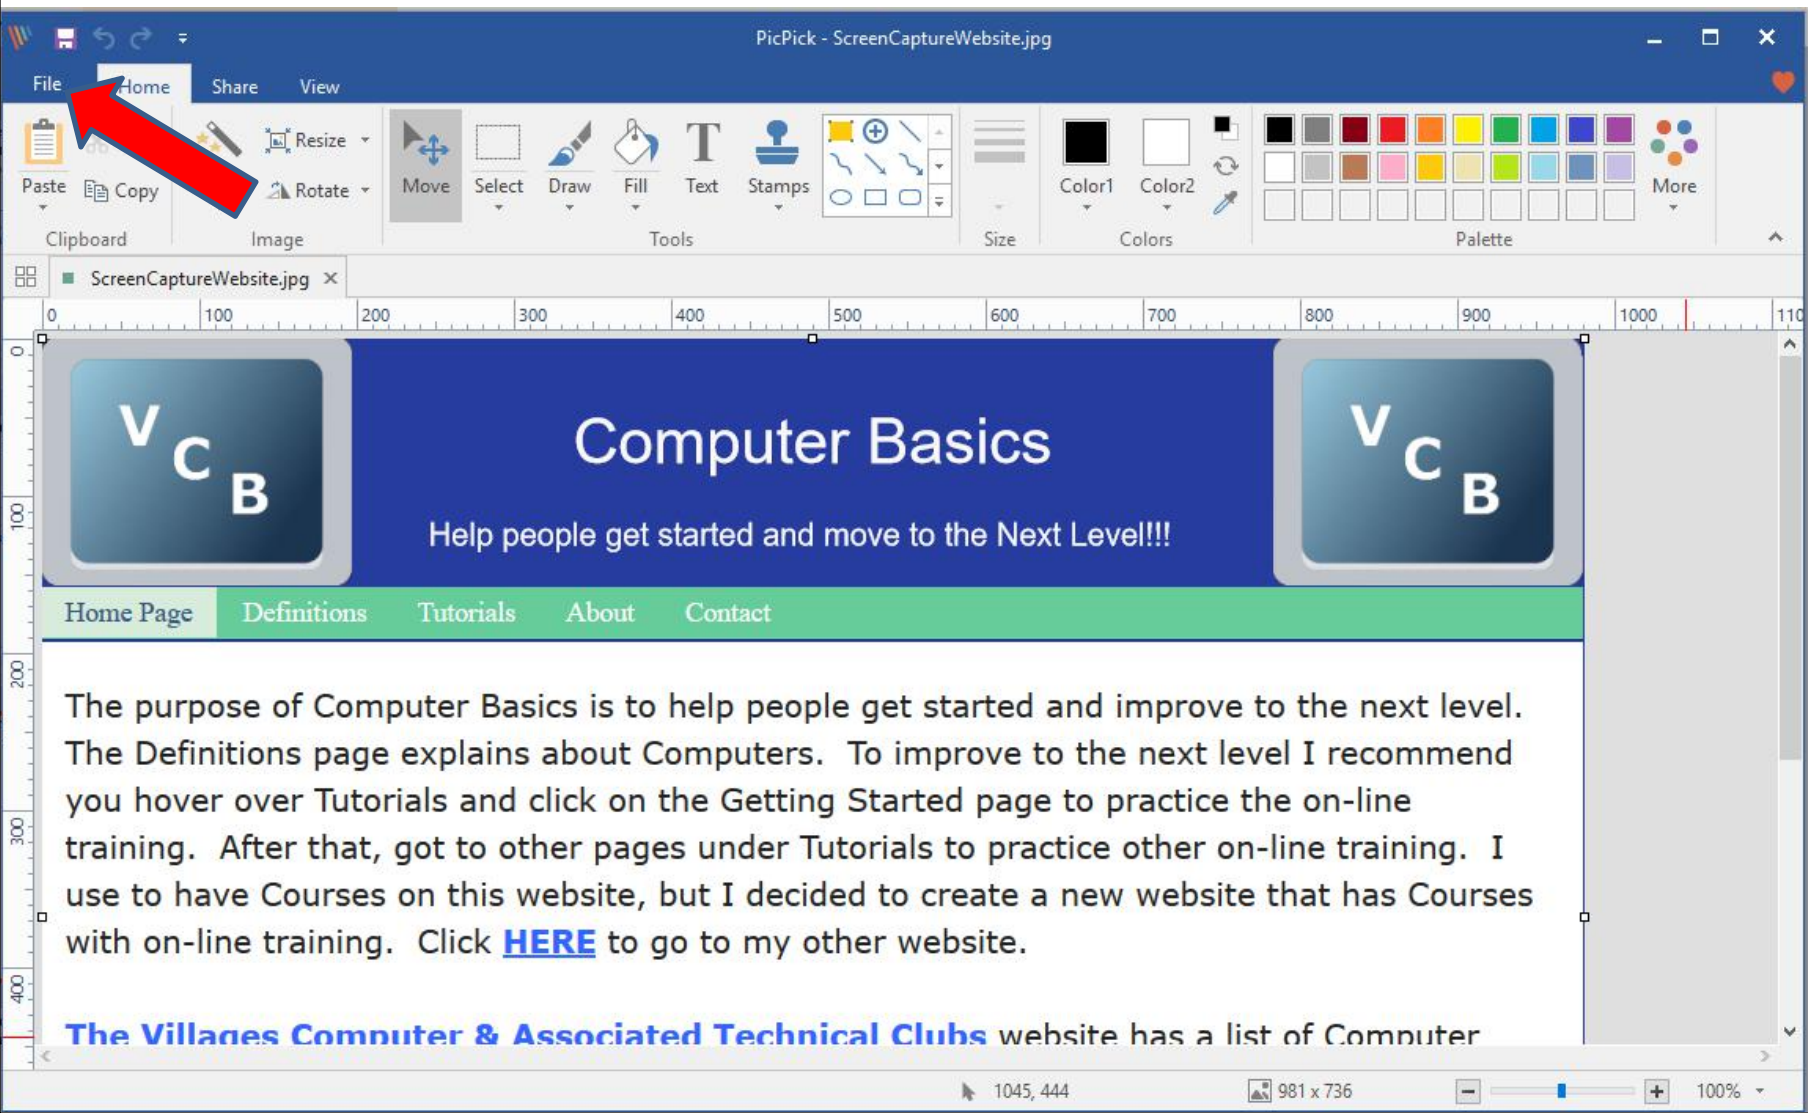 PicPick - ScreenCaptureWebsite.jpg
File Home Share View
Resize
Paste Copy Rotate Move Select Draw Fill Text Stamps Color1 Color2 More
Clipboard Image Tools Size Colors Palette
ScreenCaptureWebsite.jpg
0 100 200 300 400 500 600 700 800 900 1000 110
0
100
200
300
400
V C B
Computer Basics
Help people get started and move to the Next Level!!!
V C B
Home Page Definitions Tutorials About Contact
The purpose of Computer Basics is to help people get started and improve to the next level.
The Definitions page explains about Computers. To improve to the next level I recommend
you hover over Tutorials and click on the Getting Started page to practice the on-line
training. After that, got to other pages under Tutorials to practice other on-line training. I
use to have Courses on this website, but I decided to create a new website that has Courses
with on-line training. Click HERE to go to my other website.
The Villages Computer & Associated Technical Clubs website has a list of Computer
1045, 444 981 x 736 100%